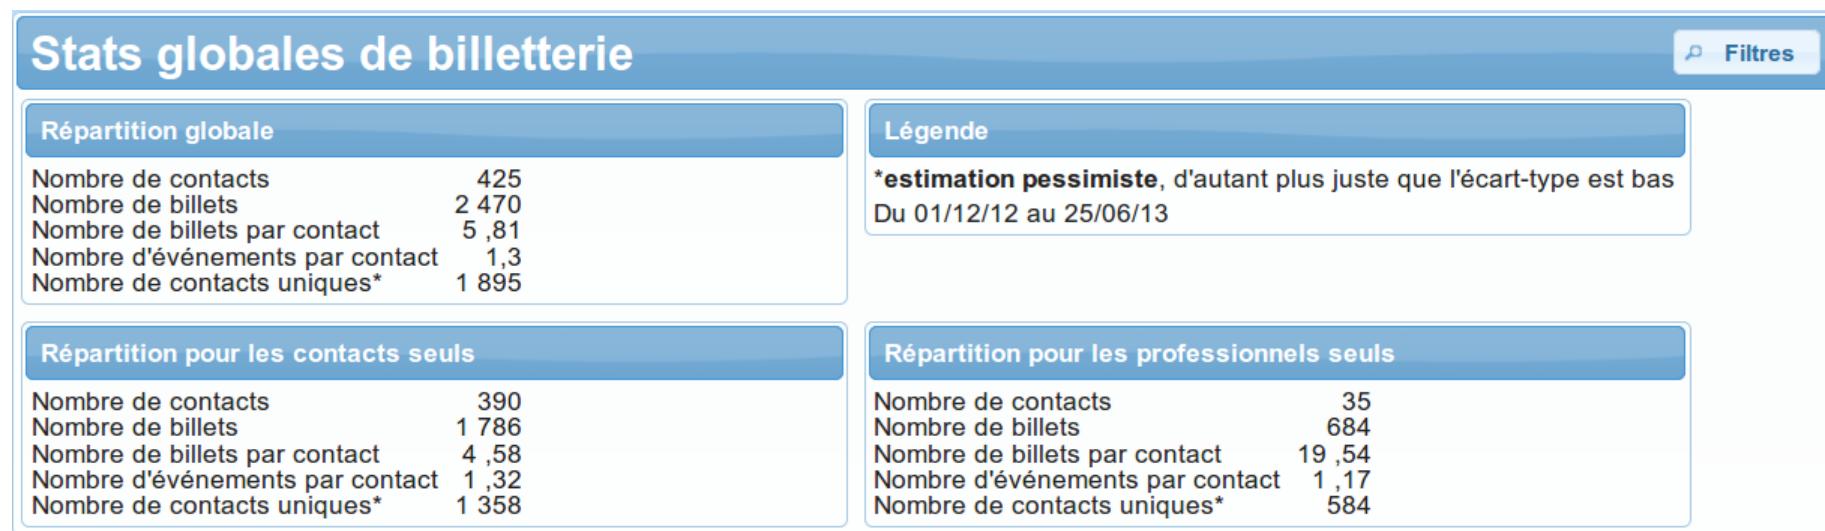 Stats globales de billetterie
Filtres
Répartition globale
Nombre de contacts 425
Nombre de billets 2 470
Nombre de billets par contact 5 ,81
Nombre d'événements par contact 1,3
Nombre de contacts uniques* 1 895
Légende
*estimation pessimiste, d'autant plus juste que l'écart-type est bas
Du 01/12/12 au 25/06/13
Répartition pour les contacts seuls
Nombre de contacts 390
Nombre de billets 1 786
Nombre de billets par contact 4 ,58
Nombre d'événements par contact 1 ,32
Nombre de contacts uniques* 1 358
Répartition pour les professionnels seuls
Nombre de contacts 35
Nombre de billets 684
Nombre de billets par contact 19 ,54
Nombre d'événements par contact 1 ,17
Nombre de contacts uniques* 584